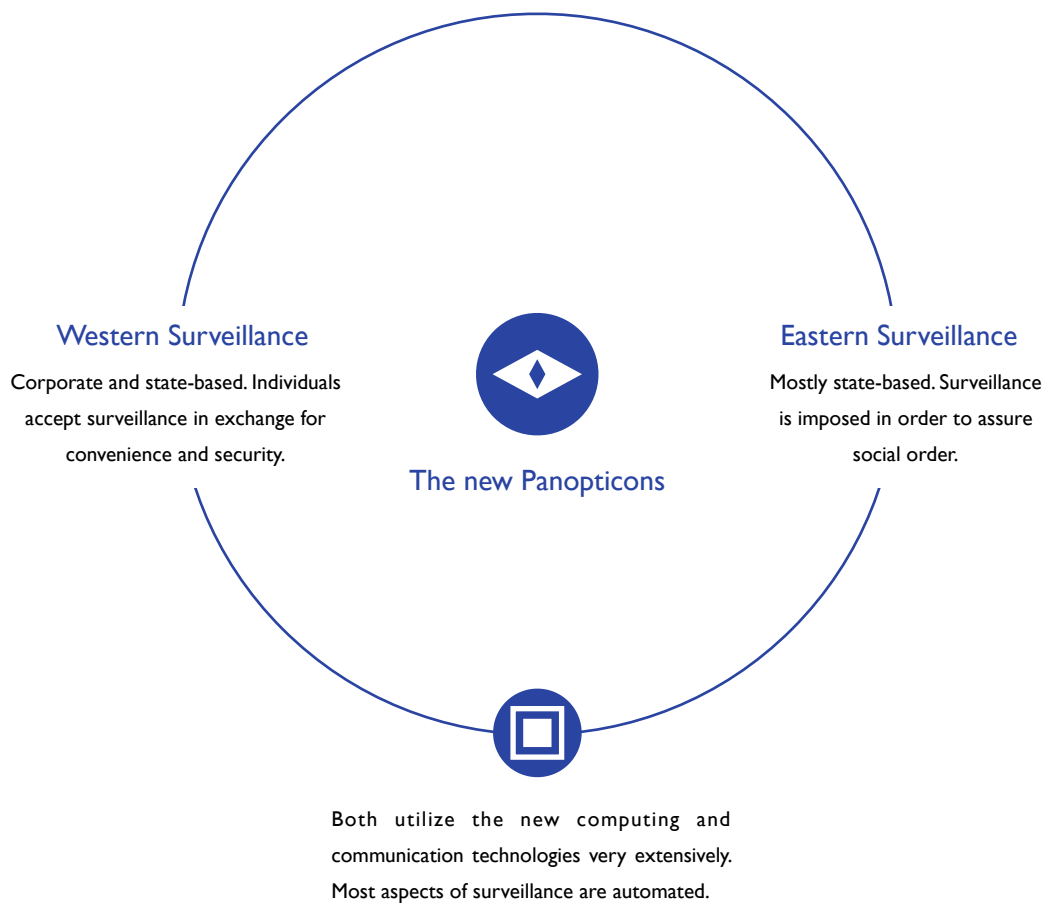 Western Surveillance
Corporate and state-based. Individuals
accept surveillance in exchange for
convenience and security.
The new Panopticons
Eastern Surveillance
Mostly state-based. Surveillance
is imposed in order to assure
social order.
Both utilize the new computing and
communication technologies very extensively.
Most aspects of surveillance are automated.